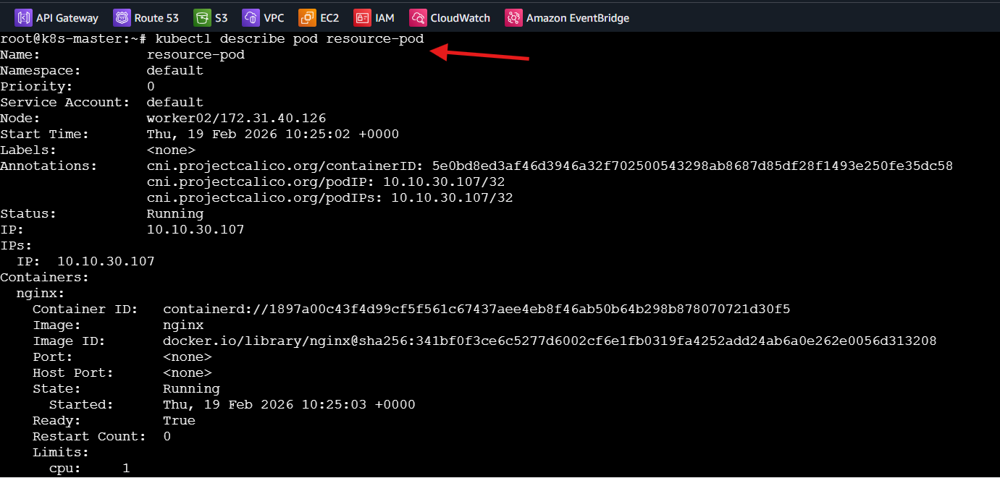 API Gateway Route 53 S3 VPC EC2 IAM CloudWatch Amazon EventBridge
root@k8s-master:~# kubectl describe pod resource-pod
Name:             resource-pod
Namespace:        default
Priority:         0
Service Account:  default
Node:             worker02/172.31.40.126
Start Time:       Thu, 19 Feb 2026 10:25:02 +0000
Labels:           <none>
Annotations:      cni.projectcalico.org/containerID: 5e0bd8ed3af46d3946a32f702500543298ab8687d85df28f1493e250fe35dc58
                  cni.projectcalico.org/podIP: 10.10.30.107/32
                  cni.projectcalico.org/podIPs: 10.10.30.107/32
Status:           Running
IP:               10.10.30.107
IPs:
  IP:  10.10.30.107
Containers:
  nginx:
    Container ID:   containerd://1897a00c43f4d99cf5f561c67437aee4eb8f46ab50b64b298b878070721d30f5
    Image:          nginx
    Image ID:       docker.io/library/nginx@sha256:341bf0f3ce6c5277d6002cf6e1fb0319fa4252add24ab6a0e262e0056d313208
    Port:           <none>
    Host Port:      <none>
    State:          Running
      Started:      Thu, 19 Feb 2026 10:25:03 +0000
    Ready:          True
    Restart Count:  0
    Limits:
      cpu:     1